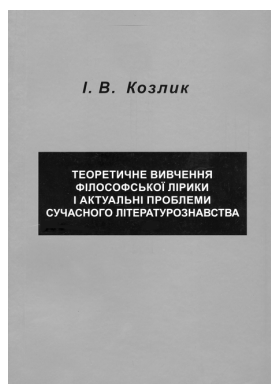 І. В. Козлик
ТЕОРЕТИЧНЕ ВИВЧЕННЯ
ФІЛОСОФСЬКОЇ ЛІРИКИ
І АКТУАЛЬНІ ПРОБЛЕМИ
СУЧАСНОГО ЛІТЕРАТУРОЗНАВСТВА